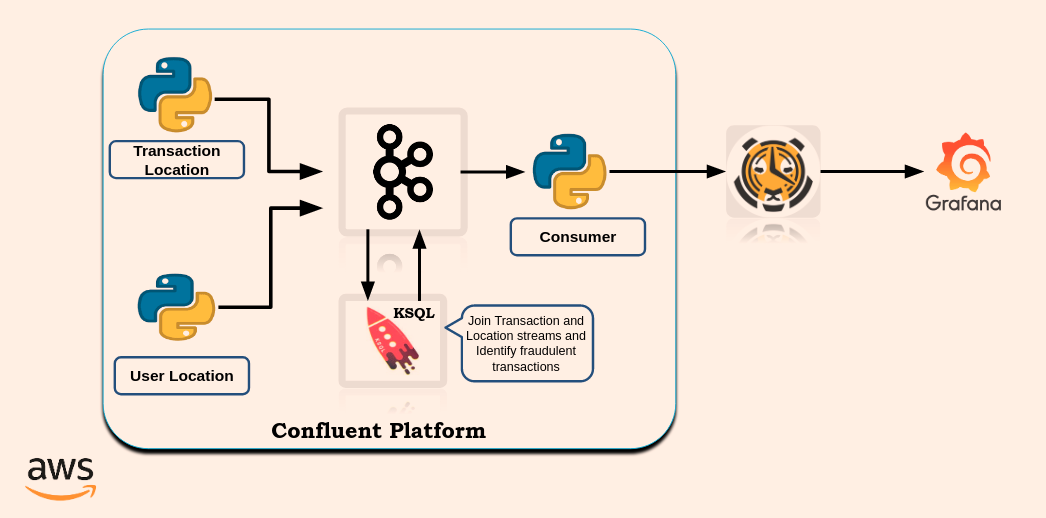 Transaction
Location
User Location
KSQL
Join Transaction and
Location streams and
Identify fraudulent
transactions
Consumer
Grafana
Confluent Platform
aws